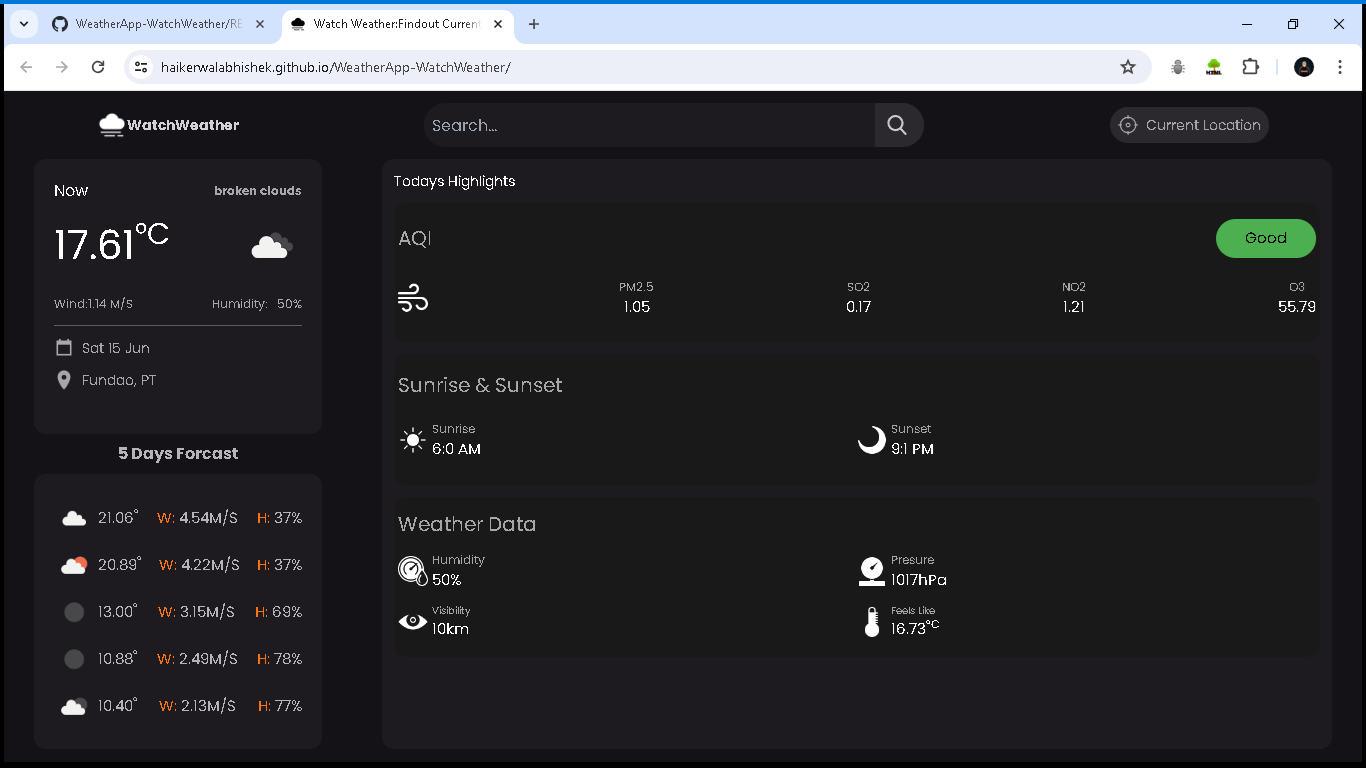 WeatherApp-WatchWeather/RE
Watch Weather:Findout Current
haikerwalabhishek.github.io/WeatherApp-WatchWeather/
WatchWeather
Search...
Current Location
Now
broken clouds
17.61°C
Wind:1.14 M/S
Humidity: 50%
Sat 15 Jun
Fundao, PT
5 Days Forcast
21.06° W: 4.54M/S H: 37%
20.89° W: 4.22M/S H: 37%
13.00° W: 3.15M/S H: 69%
10.88° W: 2.49M/S H: 78%
10.40° W: 2.13M/S H: 77%
Todays Highlights
AQI
Good
PM2.5 SO2 NO2 O3
1.05 0.17 1.21 55.79
Sunrise & Sunset
Sunrise
6:0 AM
Sunset
9:1 PM
Weather Data
Humidity
50%
Presure
1017hPa
Visibility
10km
Feels Like
16.73°C